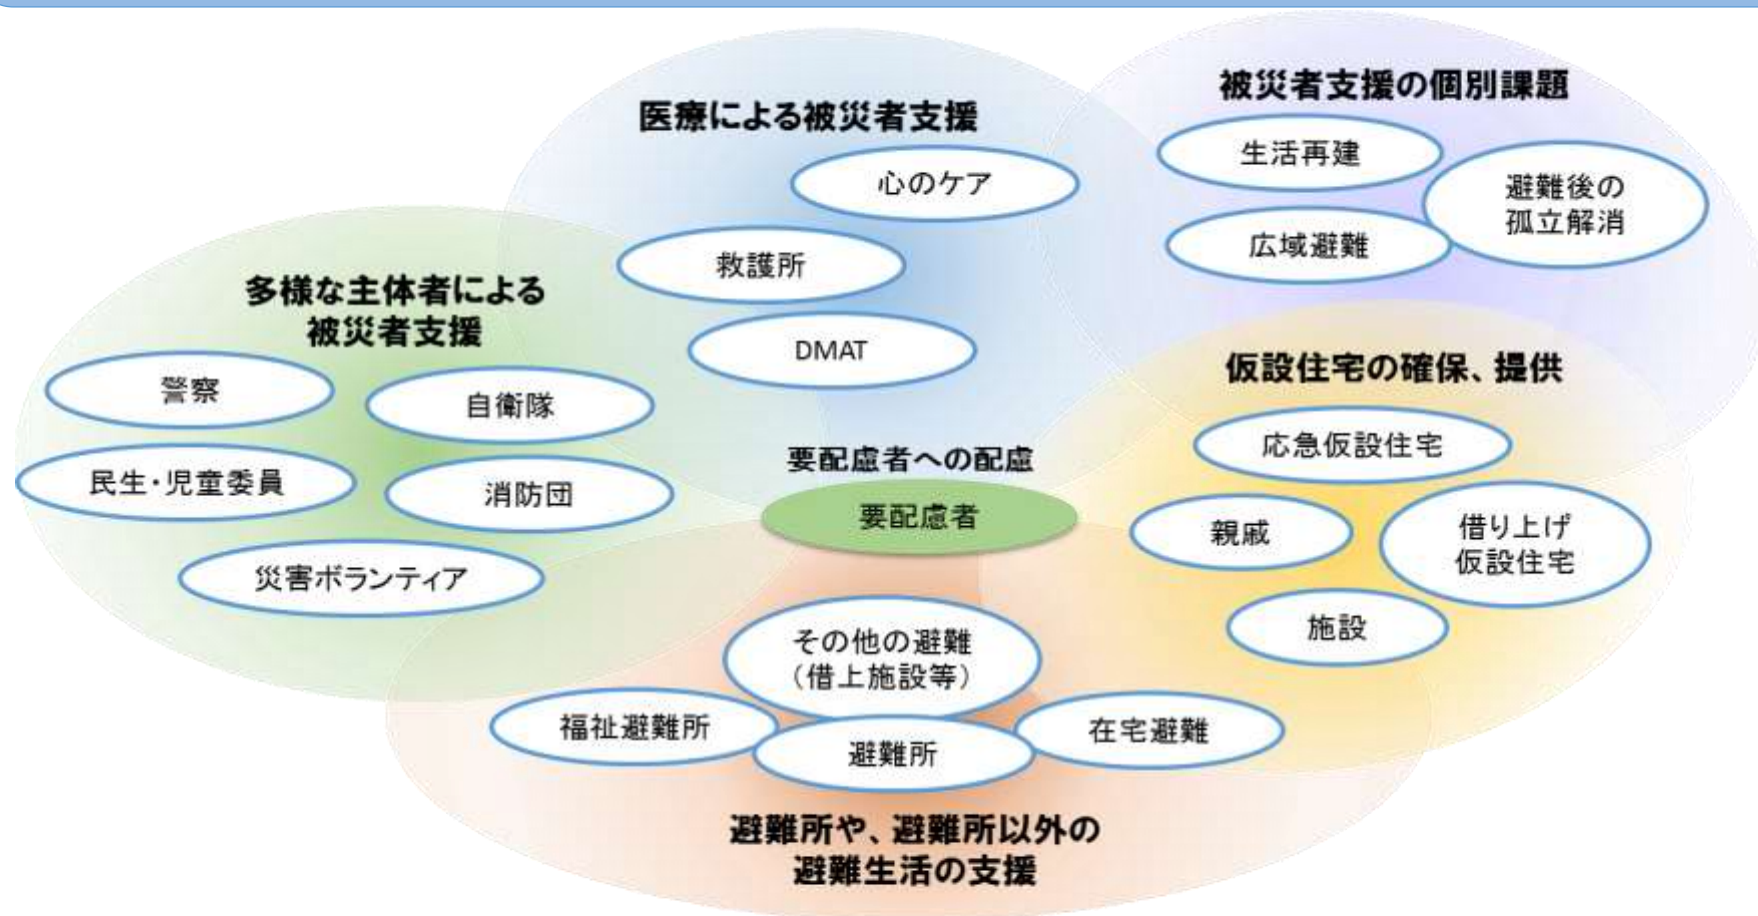 医療による被災者支援
心のケア
救護所
DMAT
被災者支援の個別課題
生活再建
避難後の
孤立解消
広域避難
多様な主体者による
被災者支援
警察
自衛隊
民生・児童委員
消防団
災害ボランティア
仮設住宅の確保、提供
応急仮設住宅
親戚
借り上げ
仮設住宅
施設
要配慮者への配慮
要配慮者
その他の避難
（借上施設等）
福祉避難所
避難所
在宅避難
避難所や、避難所以外の
避難生活の支援